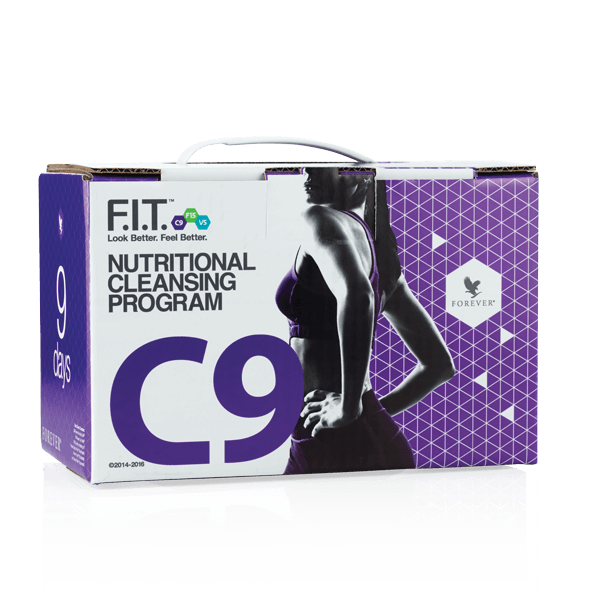 F.I.T.™
C9 F15 V5
Look Better. Feel Better.
NUTRITIONAL
CLEANSING
PROGRAM
C9
©2014-2016
FOREVER®
9
days
FOREVER®